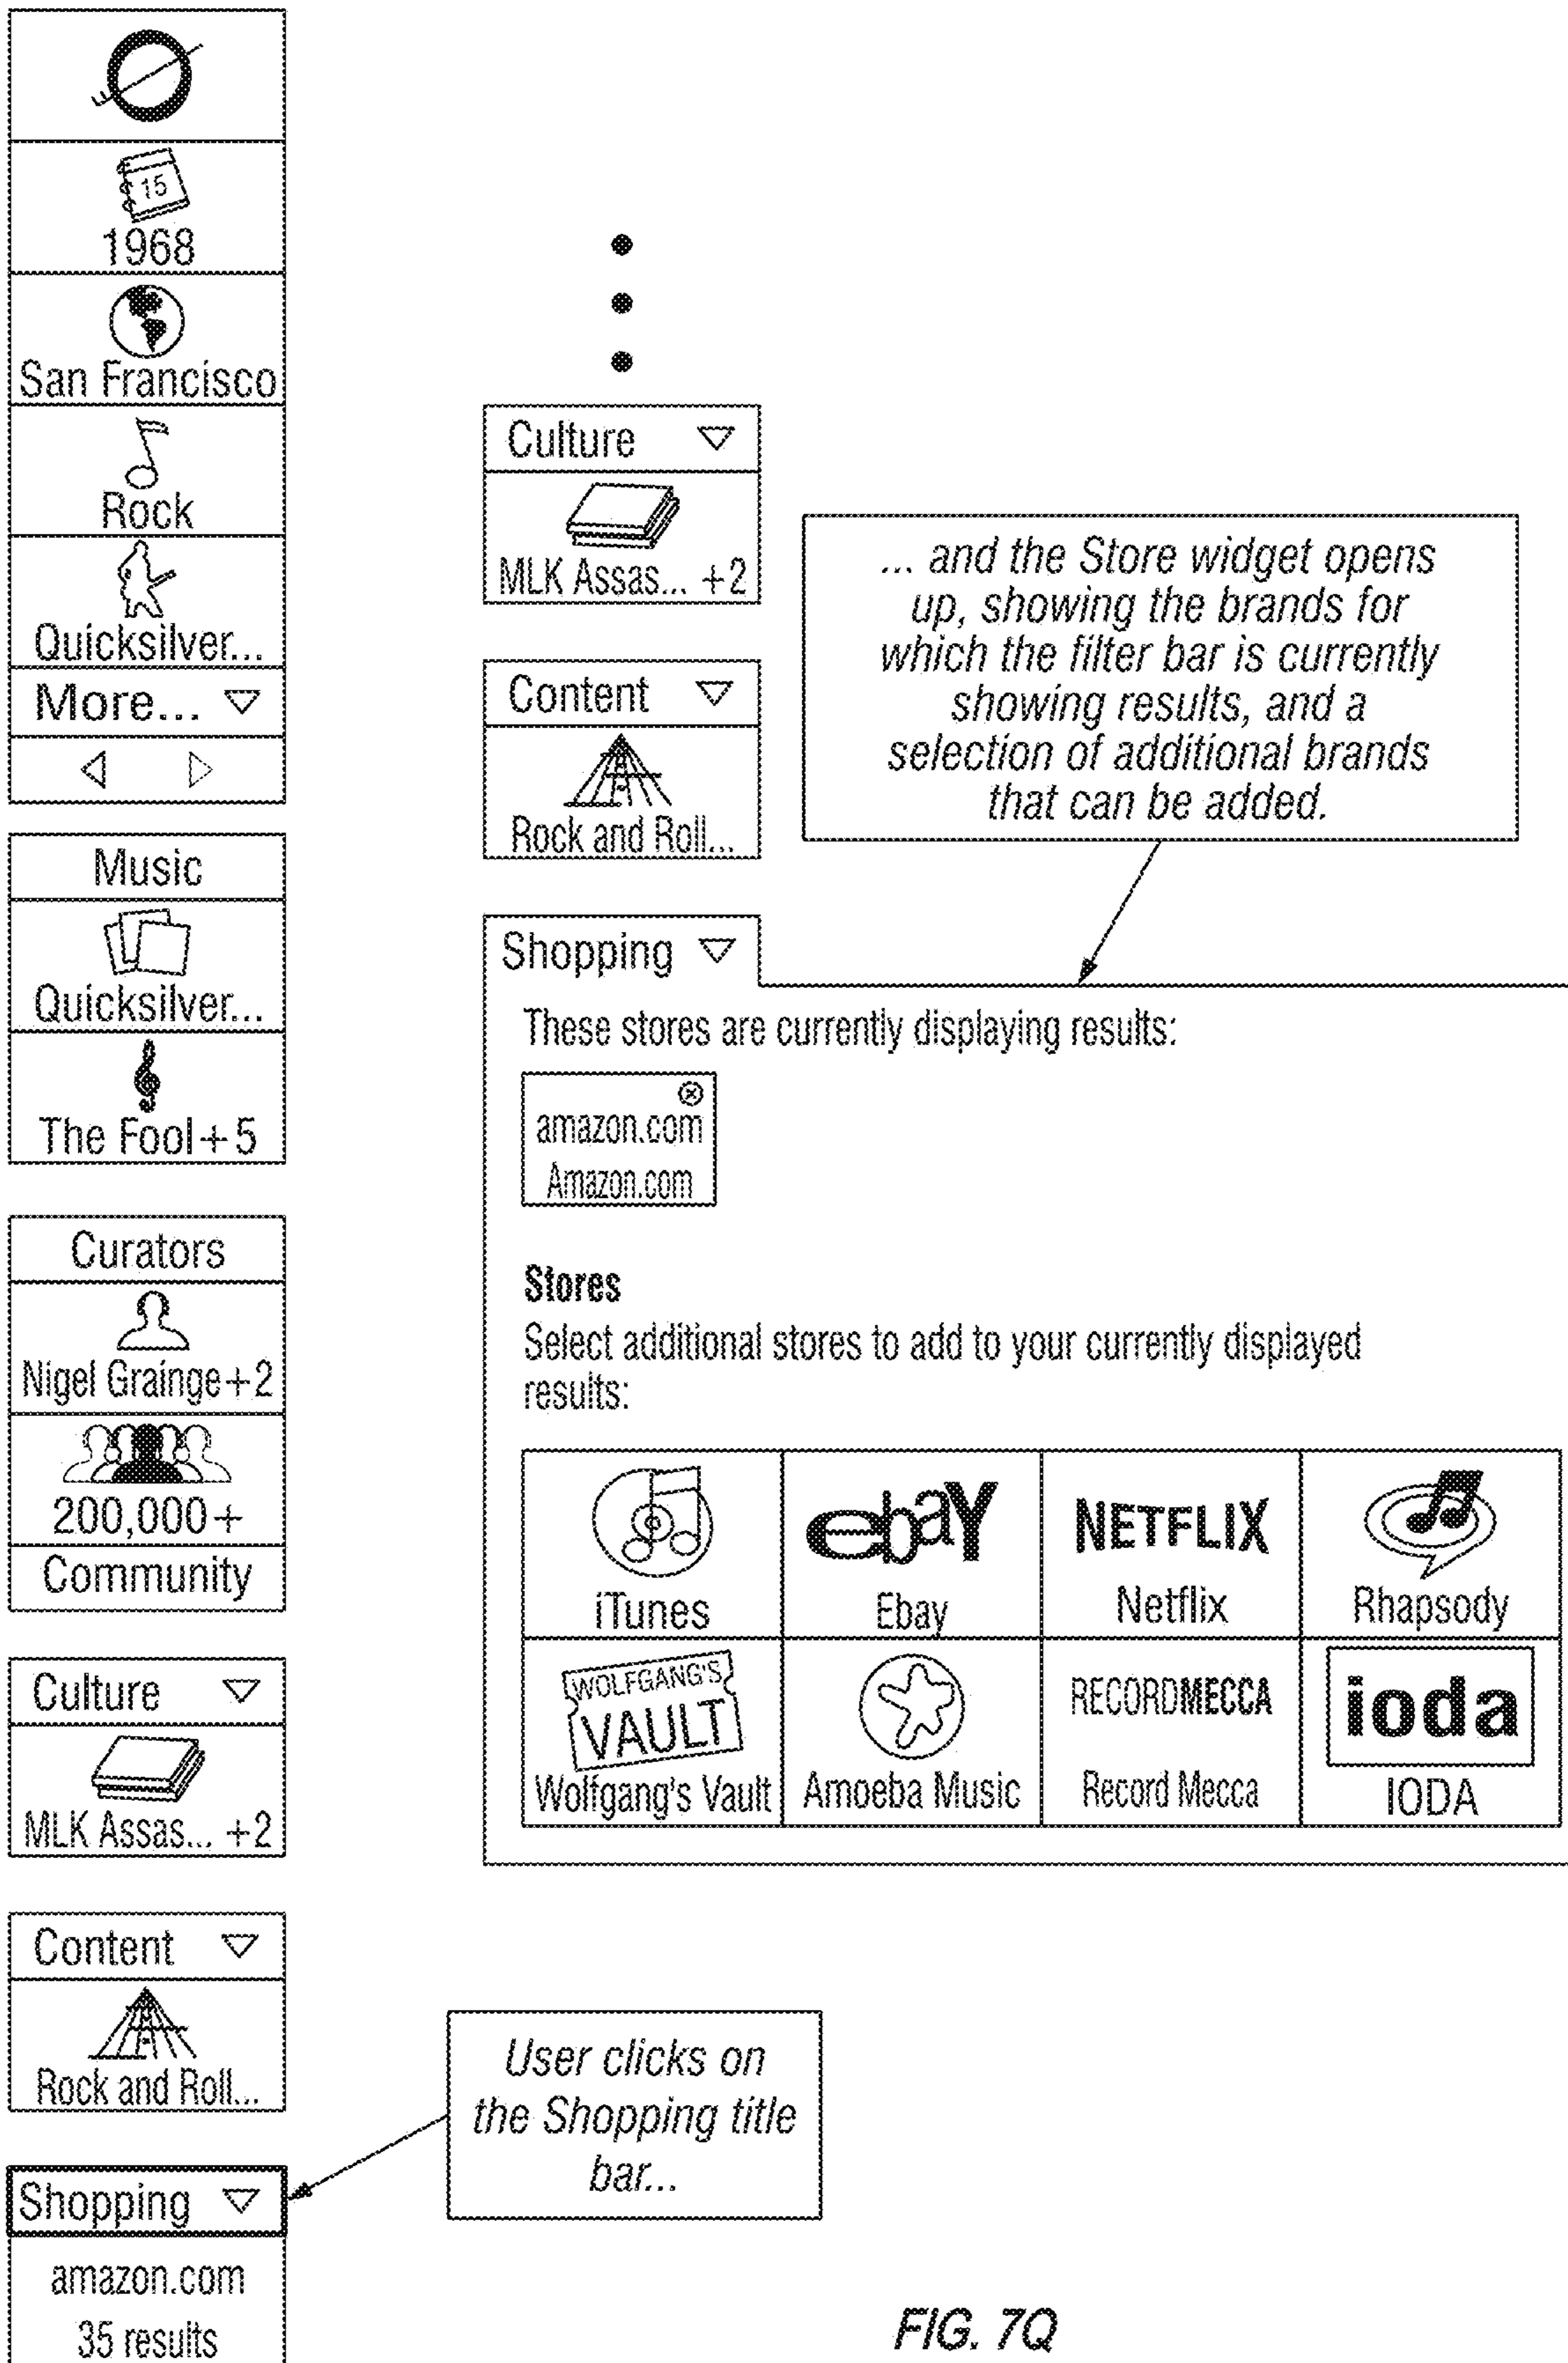 15
1968
San Francisco
Rock
Quicksilver...
More...
Music
Quicksilver...
The Fool+5
Curators
Nigel Grainge+2
200,000+
Community
Culture
MLK Assas... +2
Content
Rock and Roll...
Shopping
amazon.com
35 results
User clicks on
the Shopping title
bar...
Culture
MLK Assas... +2
Content
Rock and Roll...
... and the Store widget opens
up, showing the brands for
which the filter bar is currently
showing results, and a
selection of additional brands
that can be added.
Shopping
These stores are currently displaying results:
amazon.com
Amazon.com
Stores
Select additional stores to add to your currently displayed
results:
iTunes
ebaY
Ebay
NETFLIX
Netflix
Rhapsody
WOLFGANG'S
VAULT
Wolfgang's Vault
Amoeba Music
RECORDMECCA
Record Mecca
ioda
IODA
FIG. 7Q